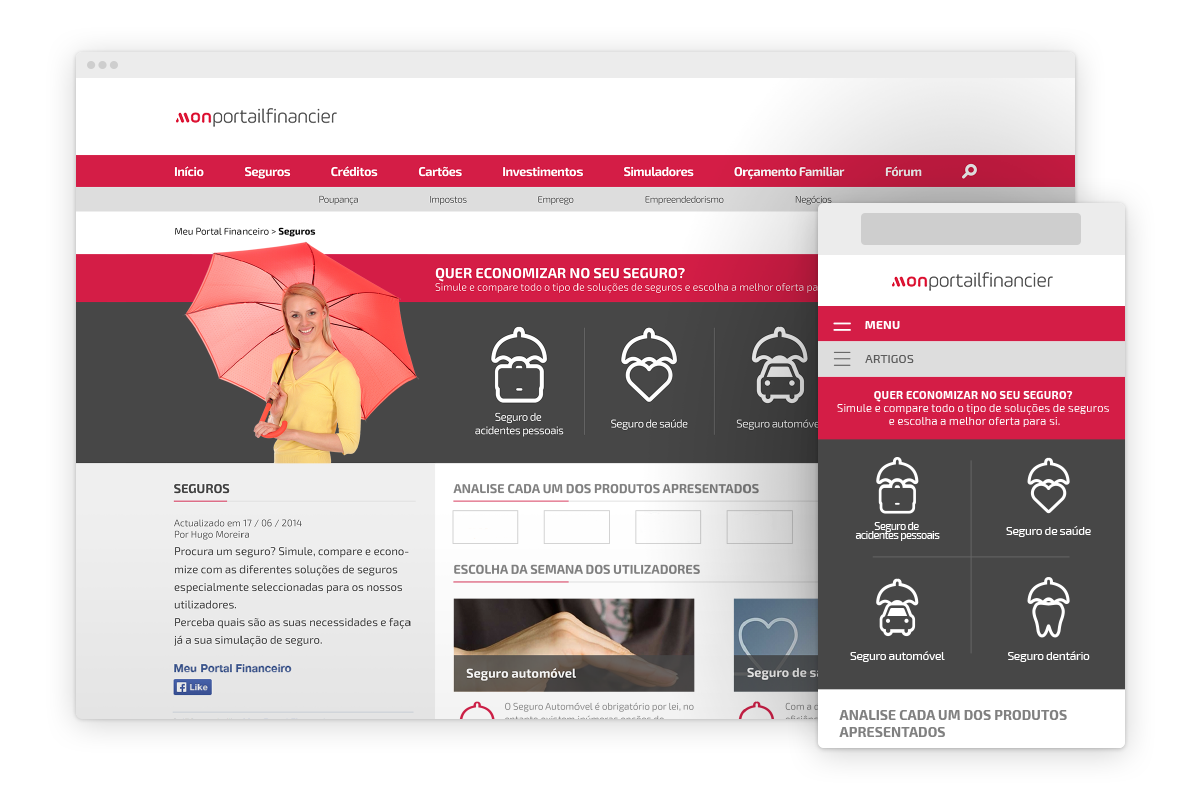 monportailfinancier
Início Seguros Créditos Cartões Investimentos Simuladores Orçamento Familiar Fórum
Poupança Impostos Emprego Empreendedorismo Negócios
Meu Portal Financeiro > Seguros
QUER ECONOMIZAR NO SEU SEGURO?
Simule e compare todo o tipo de soluções de seguros e escolha a melhor oferta para
Seguro de
acidentes pessoais
Seguro de saúde
Seguro automóvel
SEGUROS
Actualizado em 17 / 06 / 2014
Por Hugo Moreira
Procura um seguro? Simule, compare e econo-
mize com as diferentes soluções de seguros
especialmente seleccionadas para os nossos
utilizadores.
Perceba quais são as suas necessidades e faça
já a sua simulação de seguro.
Meu Portal Financeiro
Like
ANALISE CADA UM DOS PRODUTOS APRESENTADOS
ESCOLHA DA SEMANA DOS UTILIZADORES
Seguro automóvel
Seguro de
O Seguro Automóvel é obrigatório por lei, no
Com a
monportailfinancier
MENU
ARTIGOS
QUER ECONOMIZAR NO SEU SEGURO?
Simule e compare todo o tipo de soluções de seguros
e escolha a melhor oferta para si.
Seguro de
acidentes pessoais
Seguro de saúde
Seguro automóvel
Seguro dentário
ANALISE CADA UM DOS PRODUTOS
APRESENTADOS